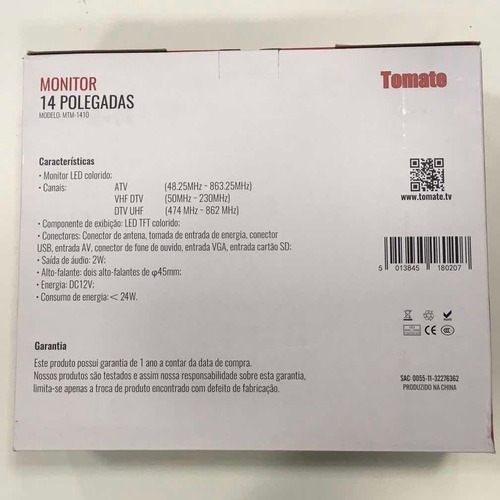 MONITOR
14 POLEGADAS
MODELO: MTM-1410
Tomate
www.tomate.tv
Características
• Monitor LED colorido;
• Canais: ATV (48.25MHz ~ 863.25MHz)
VHF DTV (50MHz ~ 230MHz)
DTV UHF (474 MHz ~ 862 MHz)
• Componente de exibição: LED TFT colorido;
• Conectores: Conector de antena, tomada de entrada de energia, conector
USB, entrada AV, conector de fone de ouvido, entrada VGA, entrada cartão SD;
• Saída de áudio: 2W;
• Alto-falante: dois alto-falantes de φ45mm;
• Energia: DC12V;
• Consumo de energia:< 24W.
5 013845 180207
Garantia
Este produto possui garantia de 1 ano a contar da data de compra.
Nossos produtos são testados e assim nossa responsabilidade sobre esta garantia,
limita-se apenas a troca de produto encontrado com defeito de fabricação.
CE
SAC: 0055-11-32276362
PRODUZIDO NA CHINA